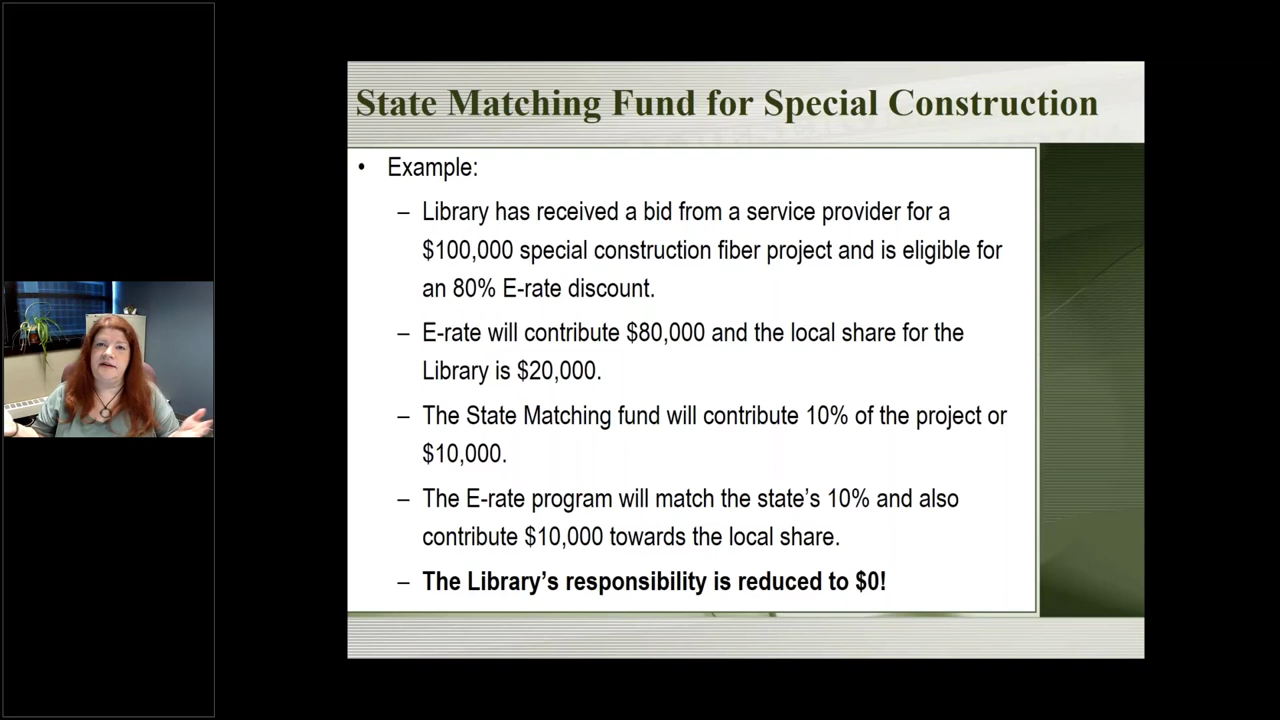 State Matching Fund for Special Construction
• Example:
– Library has received a bid from a service provider for a
$100,000 special construction fiber project and is eligible for
an 80% E-rate discount.
– E-rate will contribute $80,000 and the local share for the
Library is $20,000.
– The State Matching fund will contribute 10% of the project or
$10,000.
– The E-rate program will match the state’s 10% and also
contribute $10,000 towards the local share.
– The Library’s responsibility is reduced to $0!